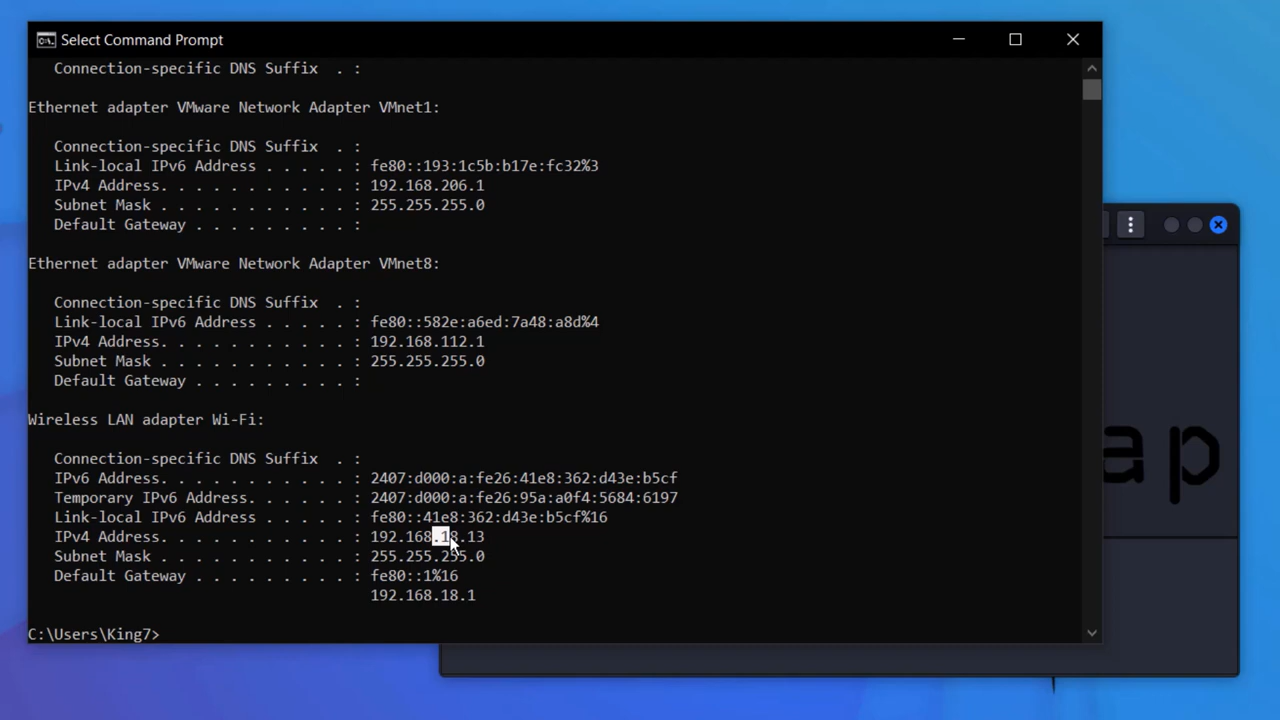 Select Command Prompt
Connection-specific DNS Suffix  . :
Ethernet adapter VMware Network Adapter VMnet1:
Connection-specific DNS Suffix  . :
Link-local IPv6 Address . . . . . : fe80::193:1c5b:b17e:fc32%3
IPv4 Address. . . . . . . . . . . : 192.168.206.1
Subnet Mask . . . . . . . . . . . : 255.255.255.0
Default Gateway . . . . . . . . . :
Ethernet adapter VMware Network Adapter VMnet8:
Connection-specific DNS Suffix  . :
Link-local IPv6 Address . . . . . : fe80::582e:a6ed:7a48:a8d%4
IPv4 Address. . . . . . . . . . . : 192.168.112.1
Subnet Mask . . . . . . . . . . . : 255.255.255.0
Default Gateway . . . . . . . . . :
Wireless LAN adapter Wi-Fi:
Connection-specific DNS Suffix  . :
IPv6 Address. . . . . . . . . . . : 2407:d000:a:fe26:41e8:362:d43e:b5cf
Temporary IPv6 Address. . . . . . : 2407:d000:a:fe26:95a:a0f4:5684:6197
Link-local IPv6 Address . . . . . : fe80::41e8:362:d43e:b5cf%16
IPv4 Address. . . . . . . . . . . : 192.168.18.13
Subnet Mask . . . . . . . . . . . : 255.255.255.0
Default Gateway . . . . . . . . . : fe80::1%16
192.168.18.1
C:\Users\King7>
ap